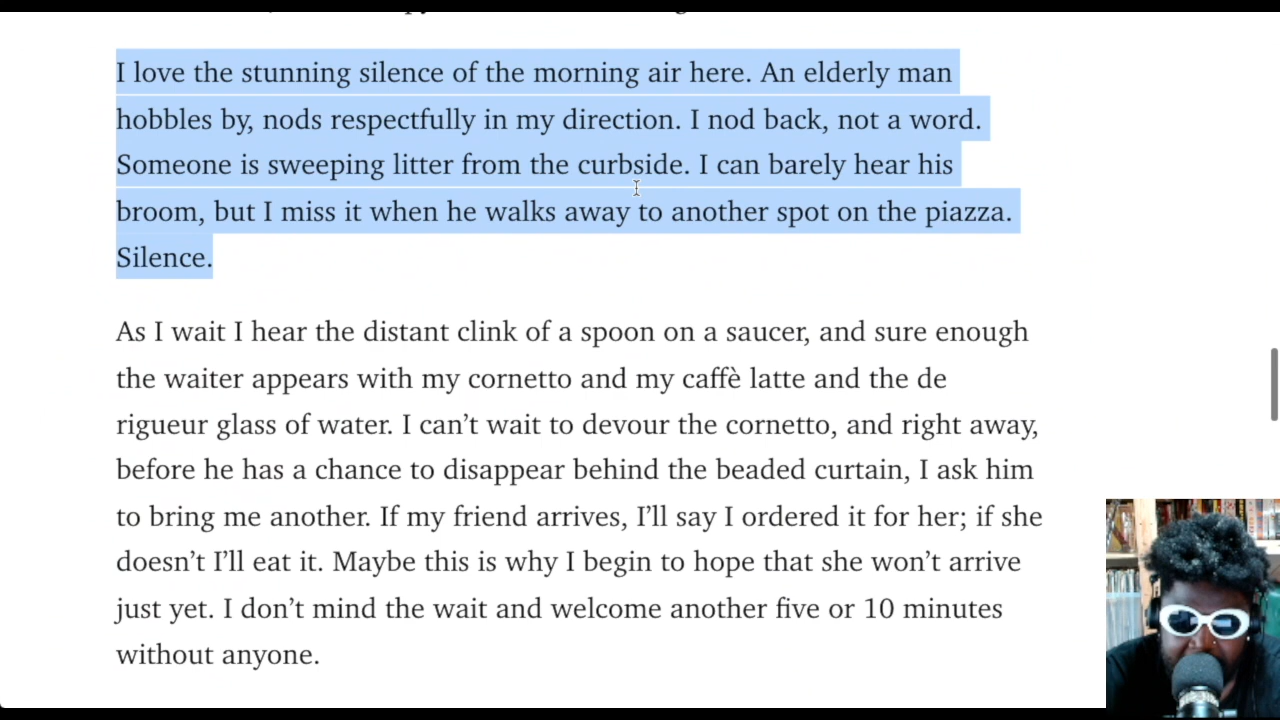 I love the stunning silence of the morning air here. An elderly man
hobbles by, nods respectfully in my direction. I nod back, not a word.
Someone is sweeping litter from the curbside. I can barely hear his
broom, but I miss it when he walks away to another spot on the piazza.
Silence.
As I wait I hear the distant clink of a spoon on a saucer, and sure enough
the waiter appears with my cornetto and my caffè latte and the de
rigueur glass of water. I can’t wait to devour the cornetto, and right away,
before he has a chance to disappear behind the beaded curtain, I ask him
to bring me another. If my friend arrives, I’ll say I ordered it for her; if she
doesn’t I’ll eat it. Maybe this is why I begin to hope that she won’t arrive
just yet. I don’t mind the wait and welcome another five or 10 minutes
without anyone.